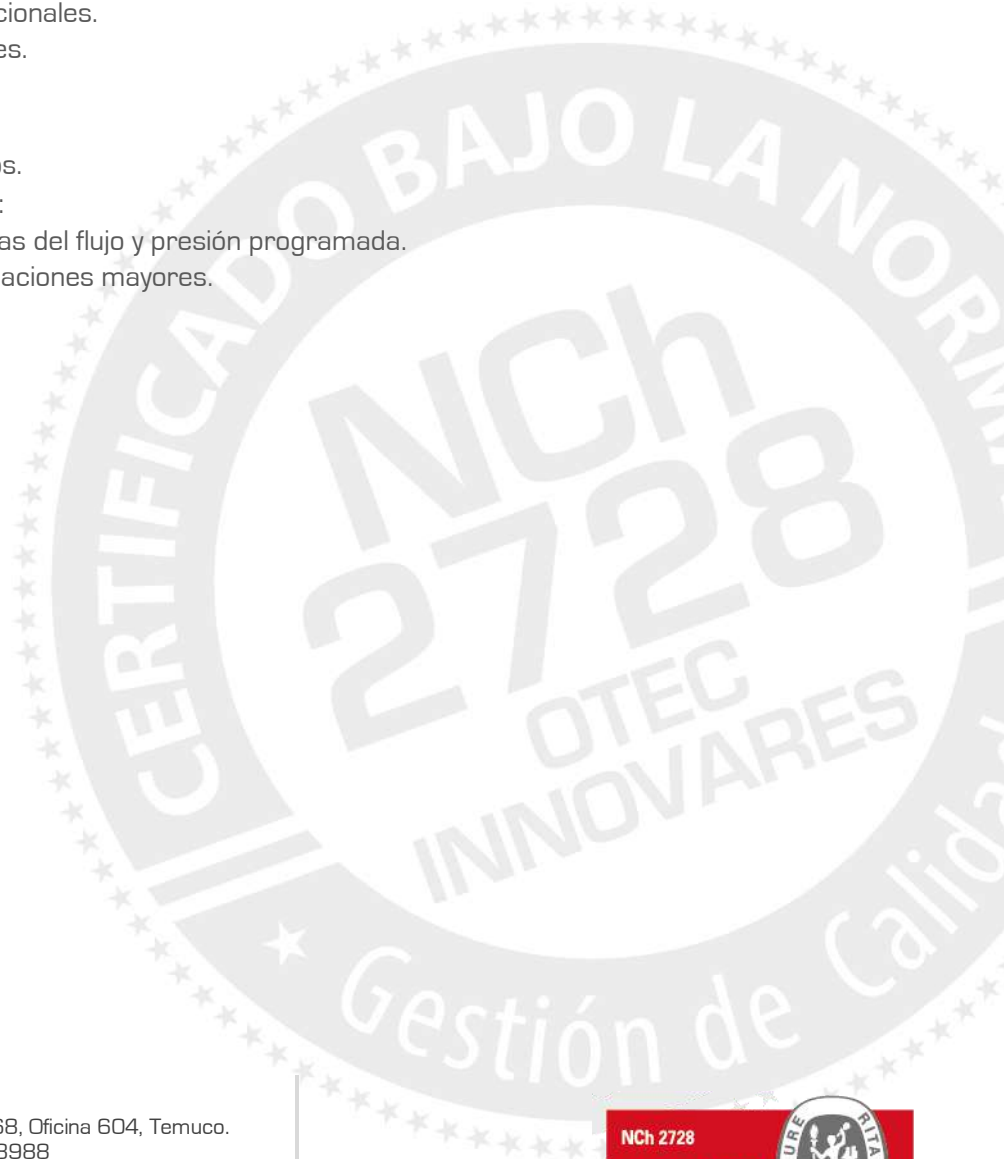 cionales.
es.
os.
:
as del flujo y presión programada.
aciones mayores.
CERTIFICADO BAJO LA NORMA
NCh
2728
OTEC
INNOVARES
Gestión de Calidad
68, Oficina 604, Temuco.
8988
NCh 2728